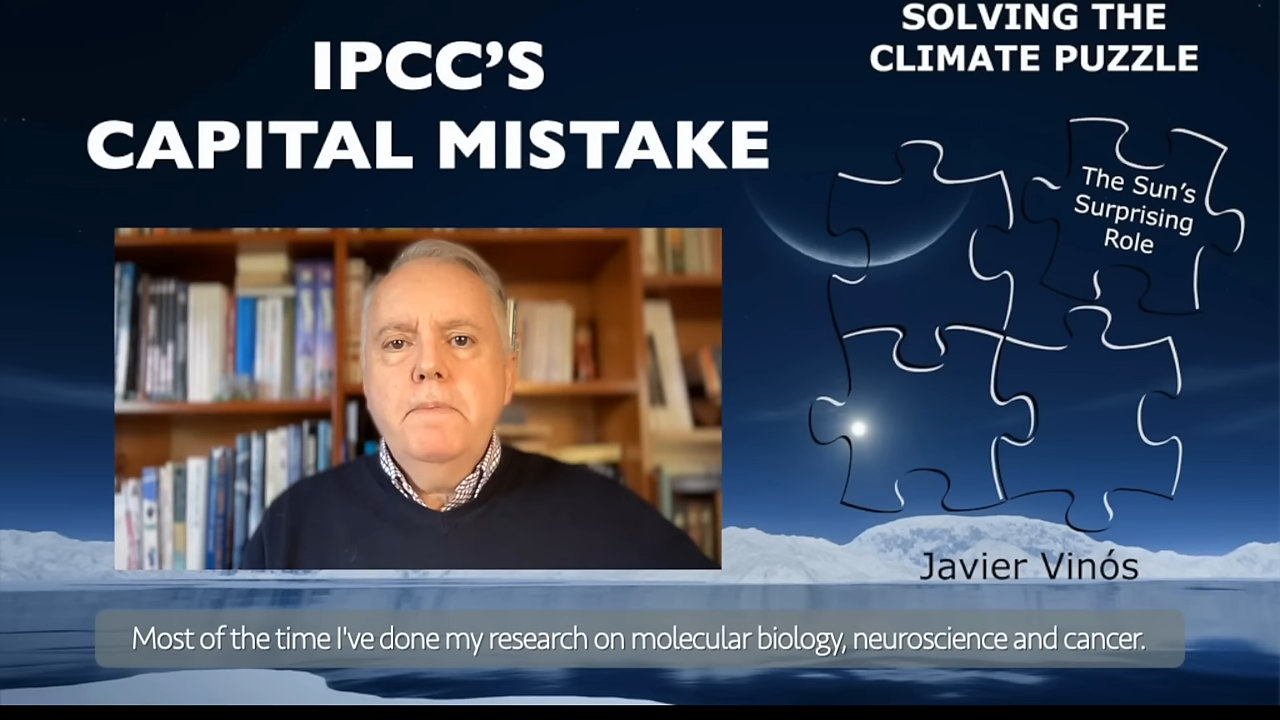 IPCC'S
CAPITAL MISTAKE
SOLVING THE
CLIMATE PUZZLE
The Sun's
Surprising
Role
Javier Vinós
Most of the time I've done my research on molecular biology, neuroscience and cancer.